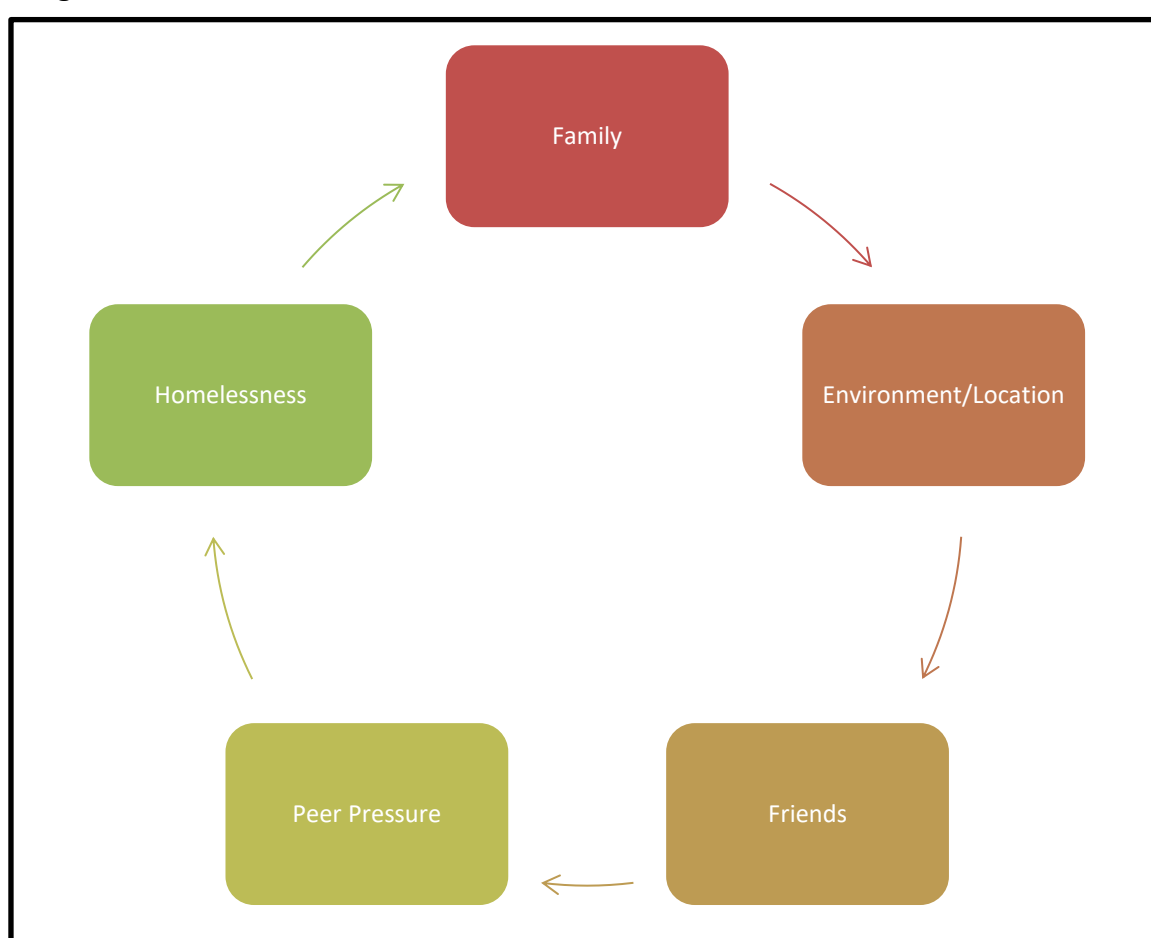 Family
Environment/Location
Friends
Peer Pressure
Homelessness